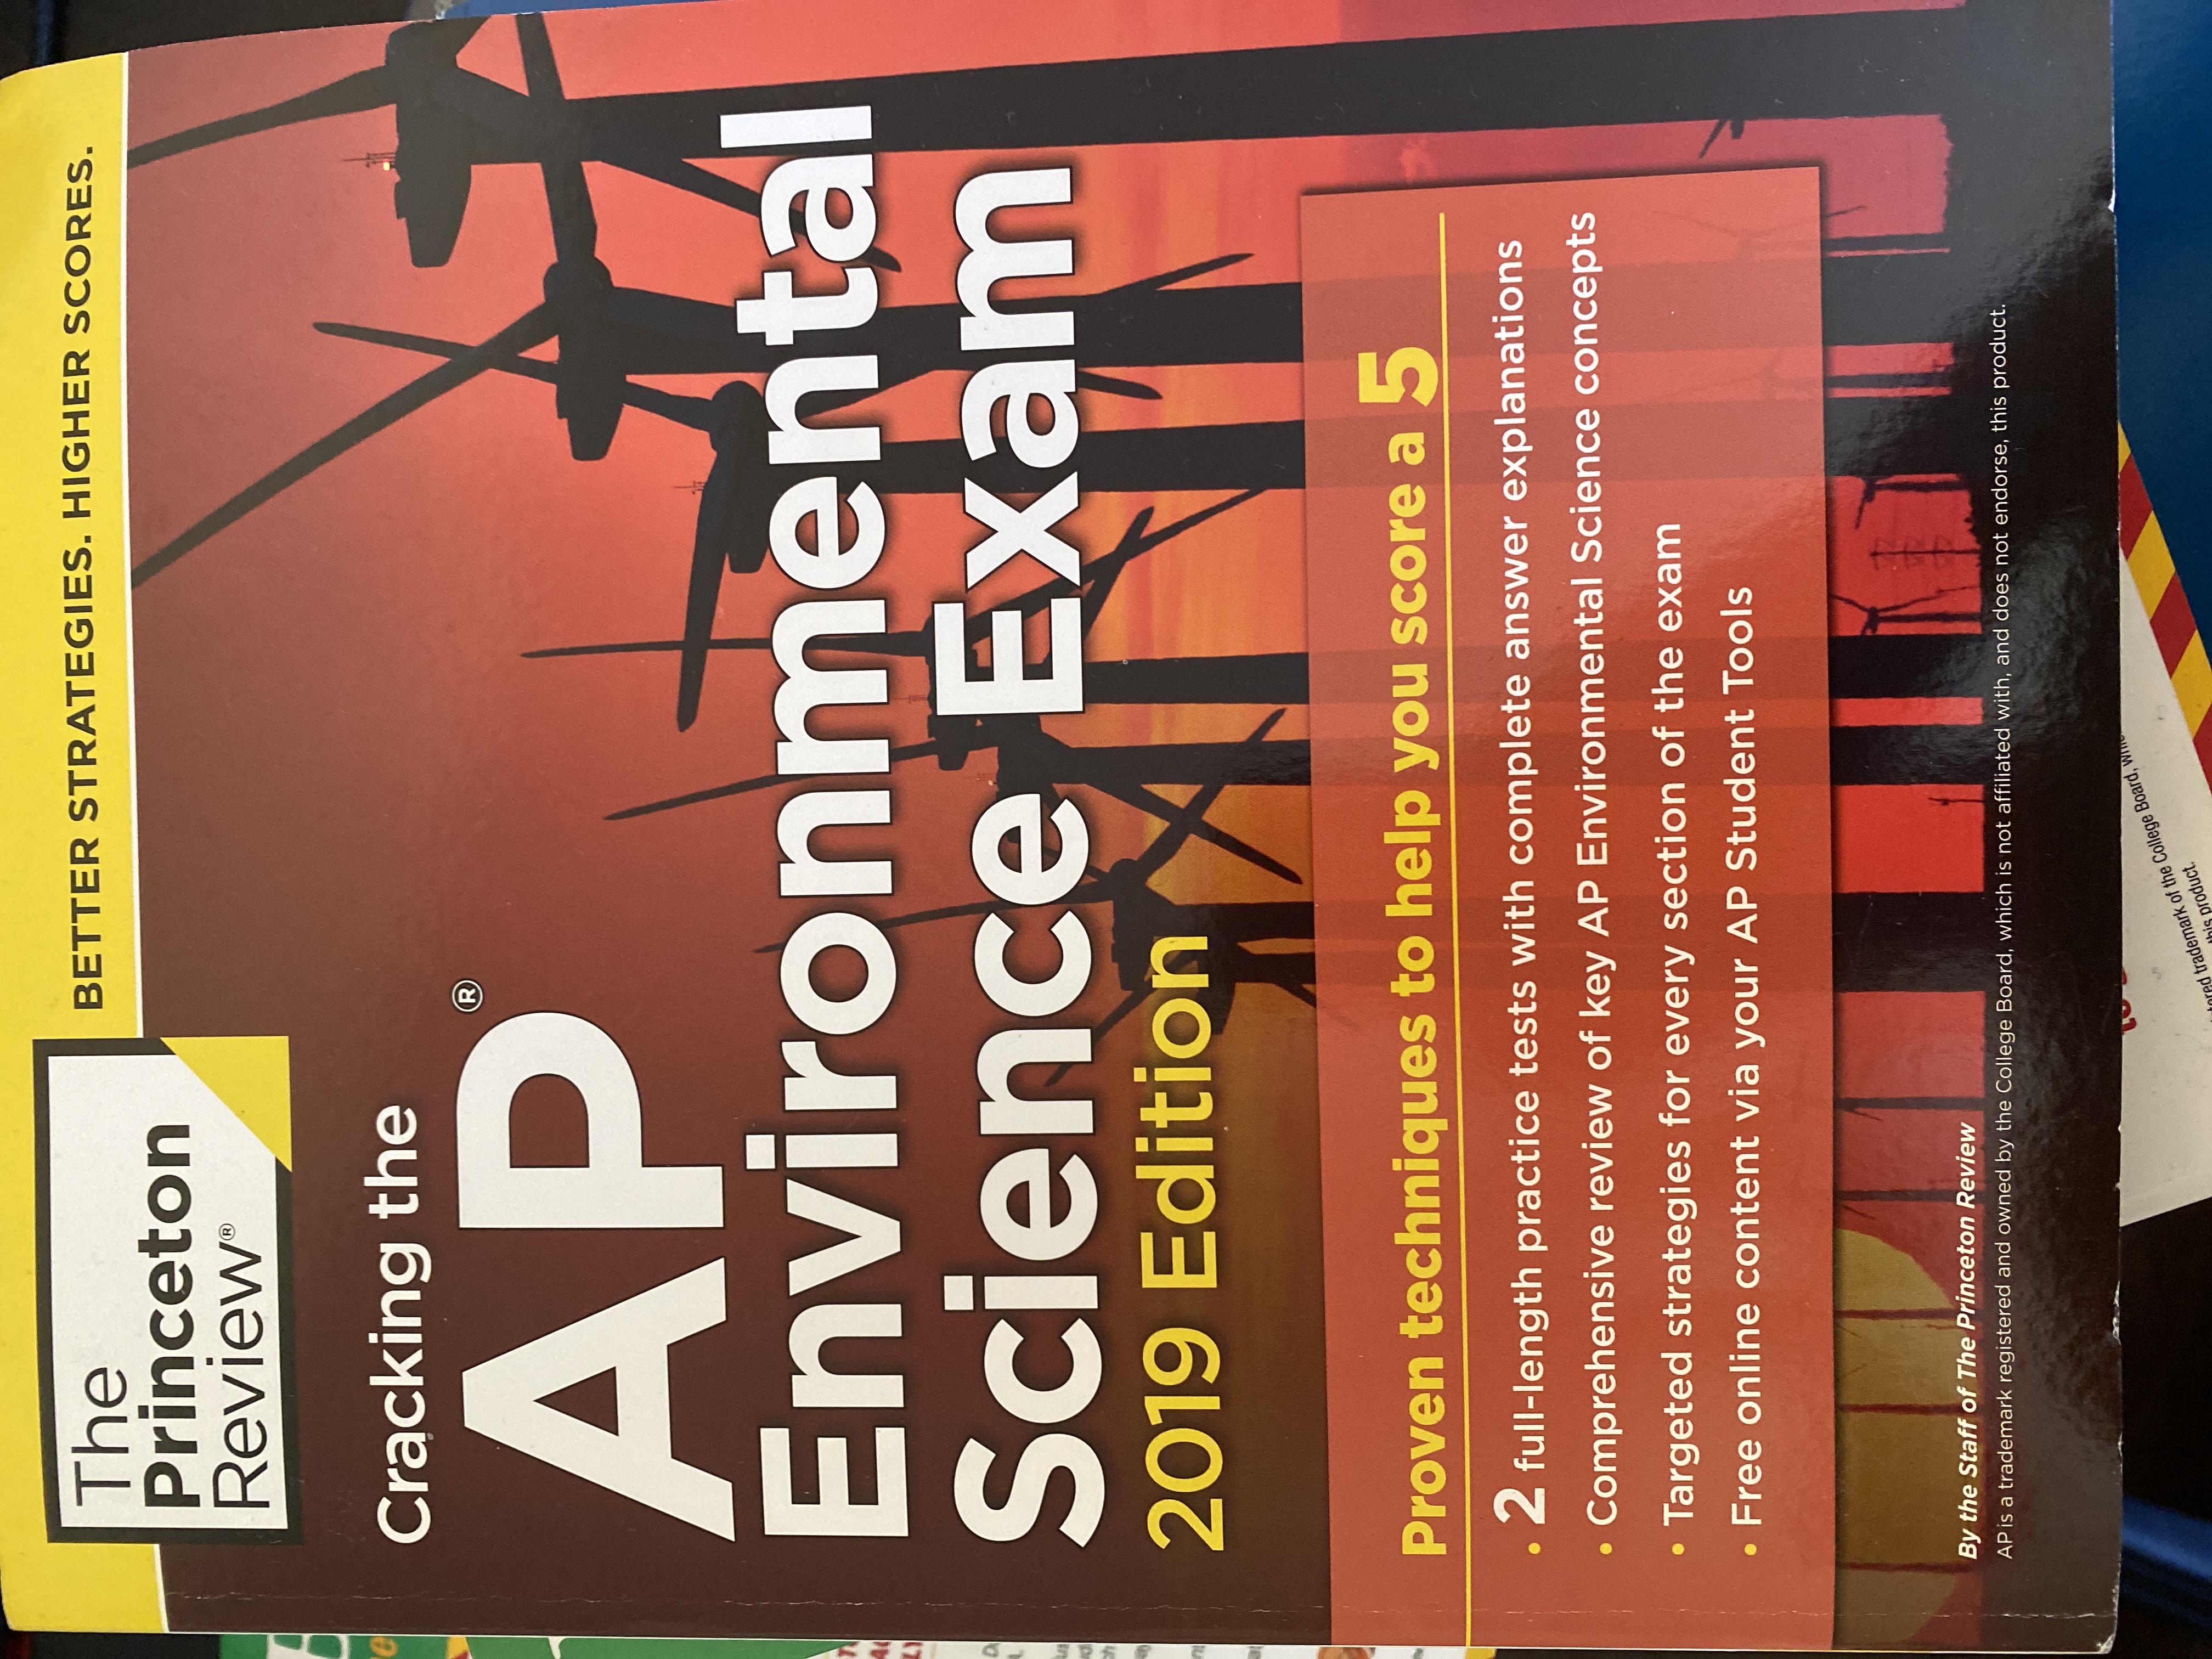 BETTER STRATEGIES. HIGHER SCORES.
The
Princeton
Review®
Cracking the
AP®
Environmental
Science Exam
2019 Edition
Proven techniques to help you score a 5
• 2 full-length practice tests with complete answer explanations
• Comprehensive review of key AP Environmental Science concepts
• Targeted strategies for every section of the exam
• Free online content via your AP Student Tools
By the Staff of The Princeton Review
AP is a trademark registered and owned by the College Board, which is not affiliated with, and does not endorse, this product.
trademark of the College Board,
this product.